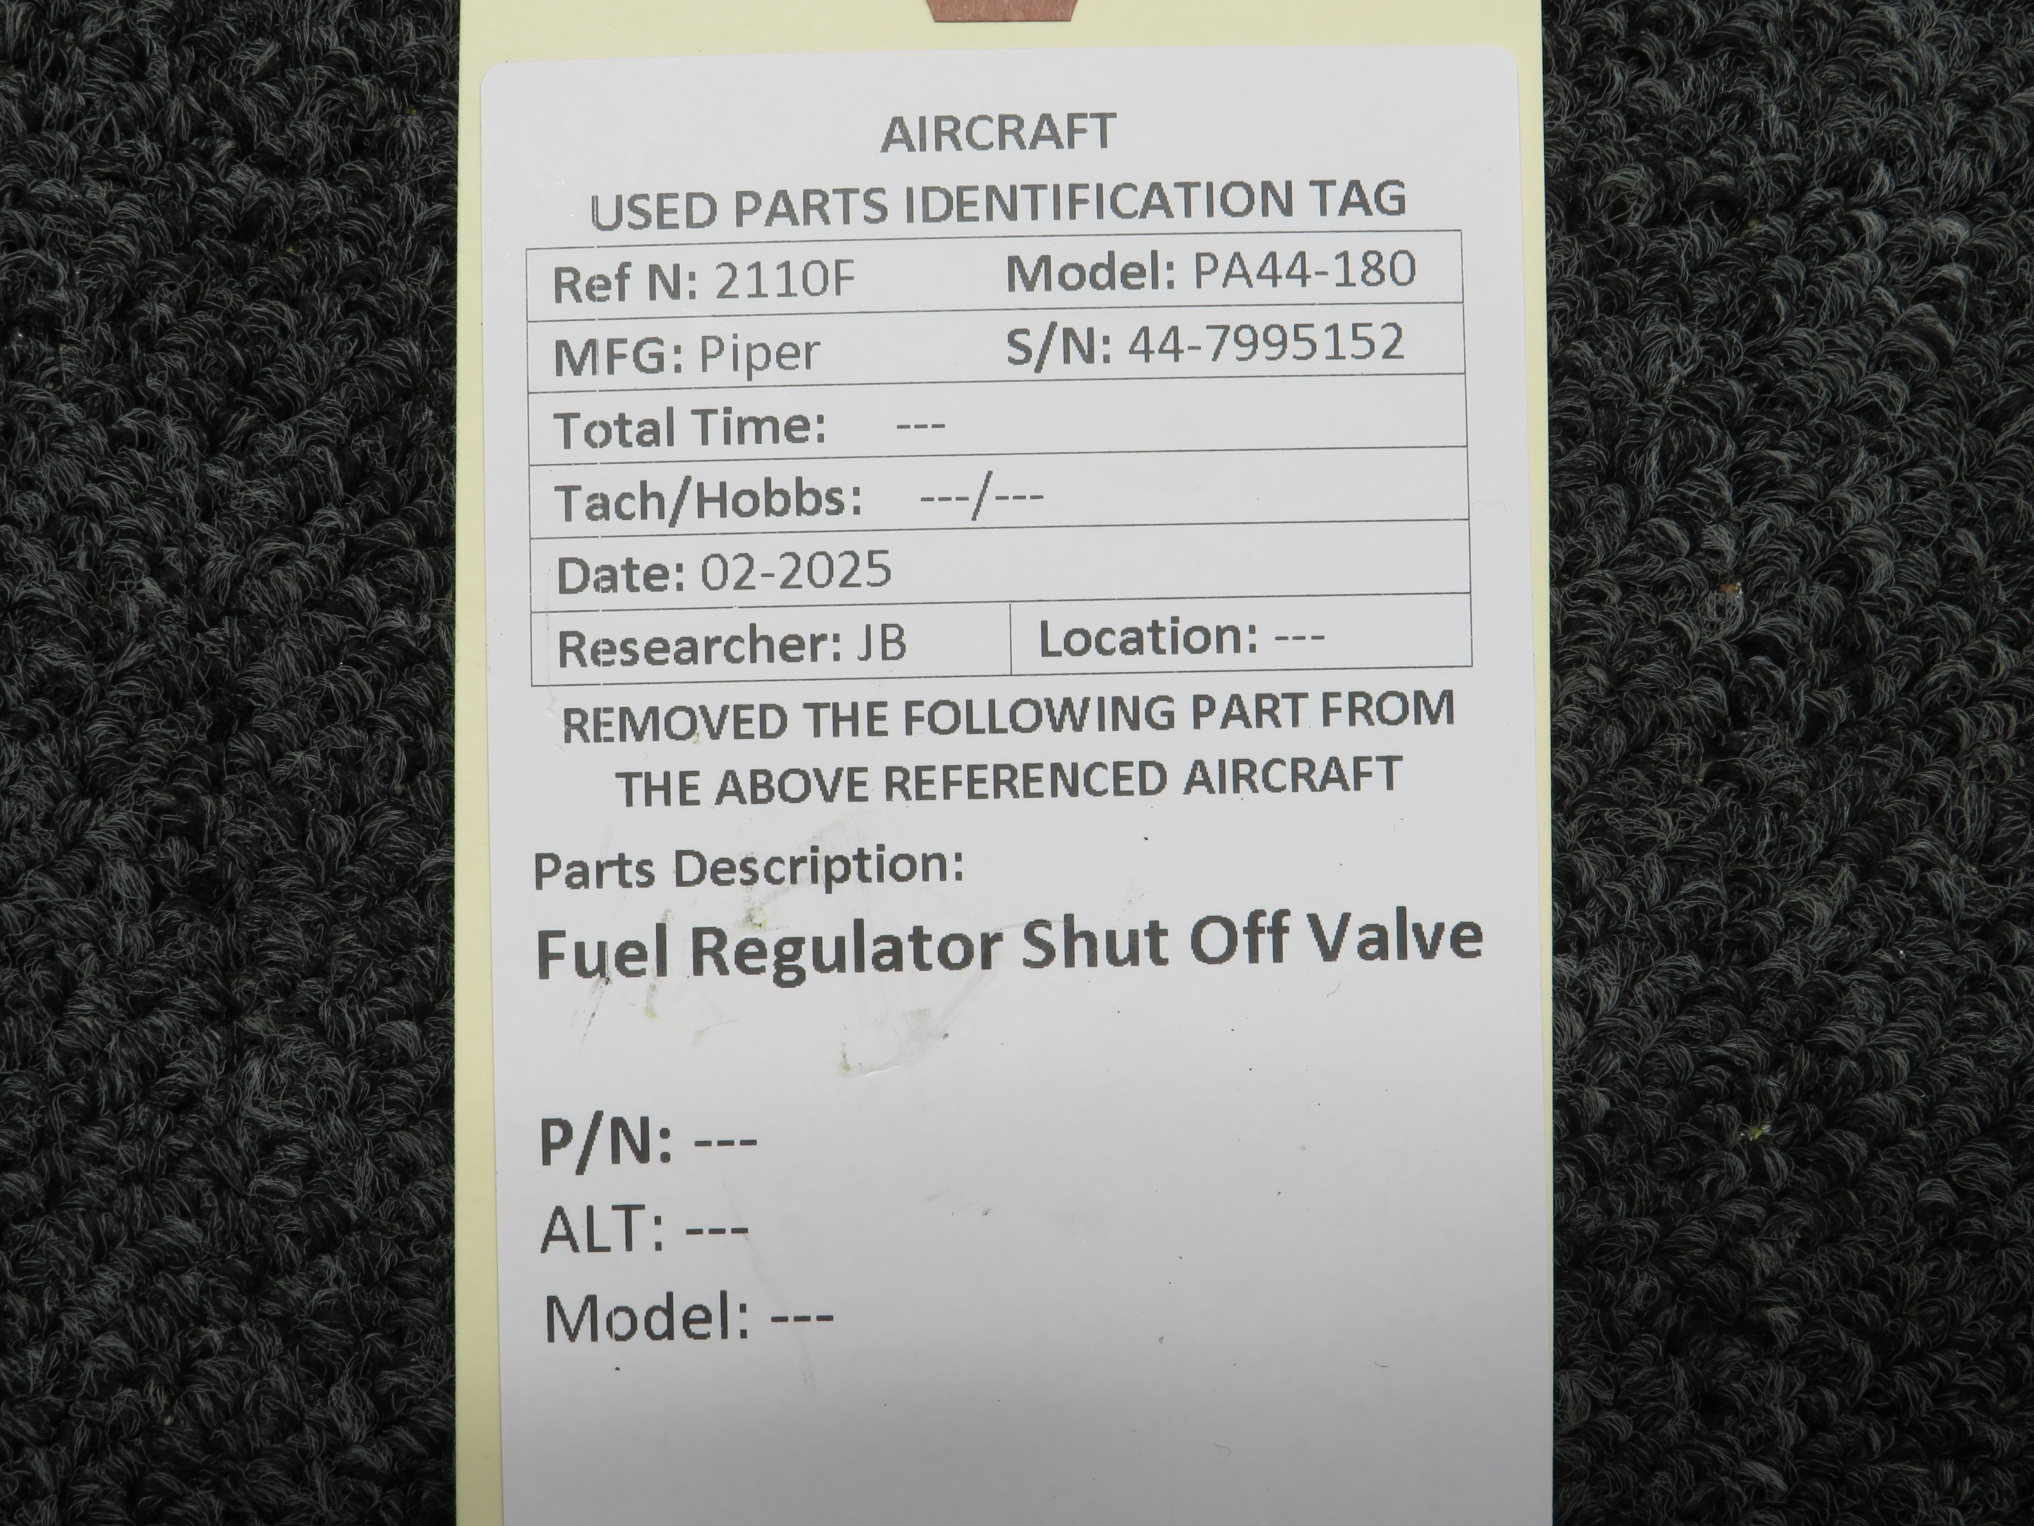 AIRCRAFT
USED PARTS IDENTIFICATION TAG
Ref N: 2110F Model: PA44-180
MFG: Piper S/N: 44-7995152
Total Time: ---
Tach/Hobbs: ---/---
Date: 02-2025
Researcher: JB Location: ---
REMOVED THE FOLLOWING PART FROM
THE ABOVE REFERENCED AIRCRAFT
Parts Description:
Fuel Regulator Shut Off Valve
P/N: ---
ALT: ---
Model: ---